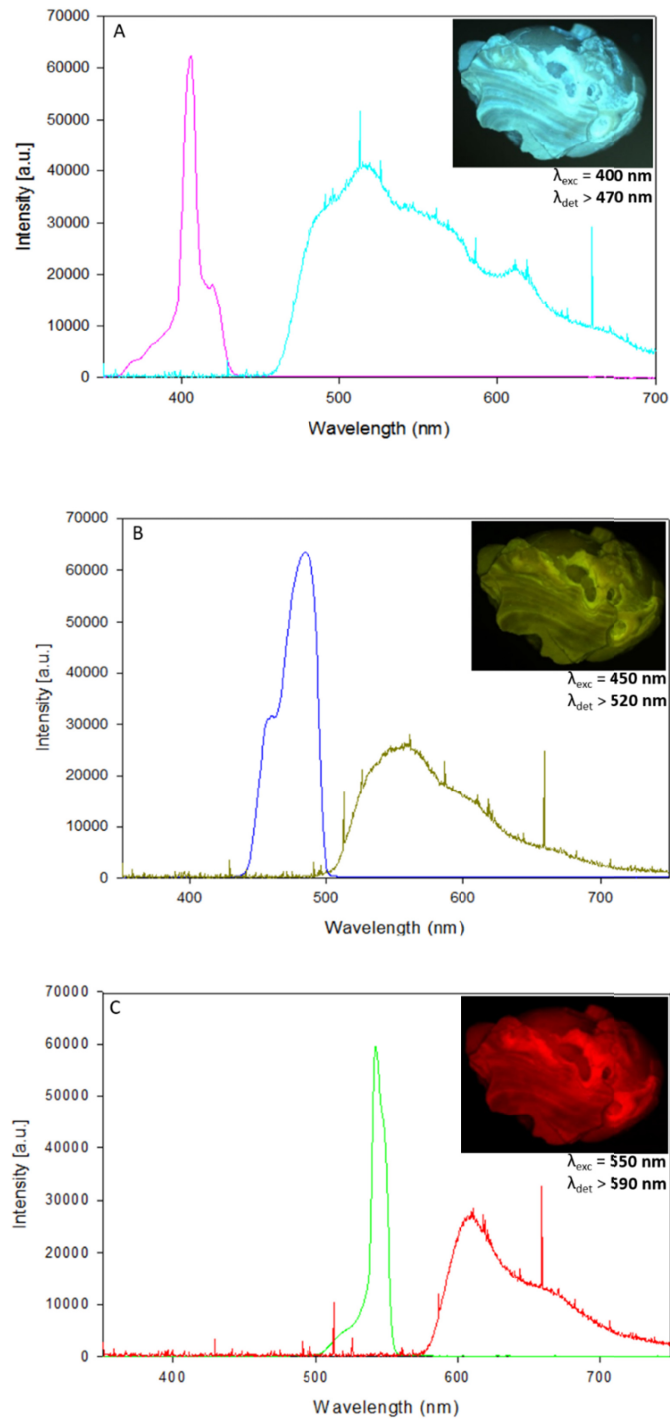 A
70000
60000
50000
40000
30000
20000
10000
0
Intensity [a.u.]
λexc = 400 nm
λdet > 470 nm
400 500 600 700
Wavelength (nm)
B
70000
60000
50000
40000
30000
20000
10000
0
Intensity [a.u.]
λexc = 450 nm
λdet > 520 nm
400 500 600 700
Wavelength (nm)
C
70000
60000
50000
40000
30000
20000
10000
0
Intensity [a.u.]
λexc = 550 nm
λdet > 590 nm
400 500 600 700
Wavelength (nm)